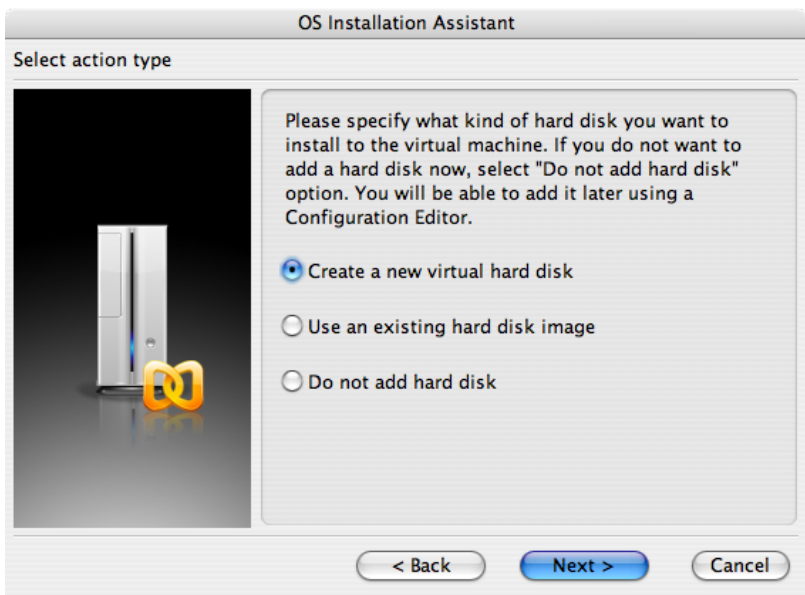 OS Installation Assistant
Select action type
Please specify what kind of hard disk you want to
install to the virtual machine. If you do not want to
add a hard disk now, select "Do not add hard disk"
option. You will be able to add it later using a
Configuration Editor.
Create a new virtual hard disk
Use an existing hard disk image
Do not add hard disk
< Back
Next >
Cancel